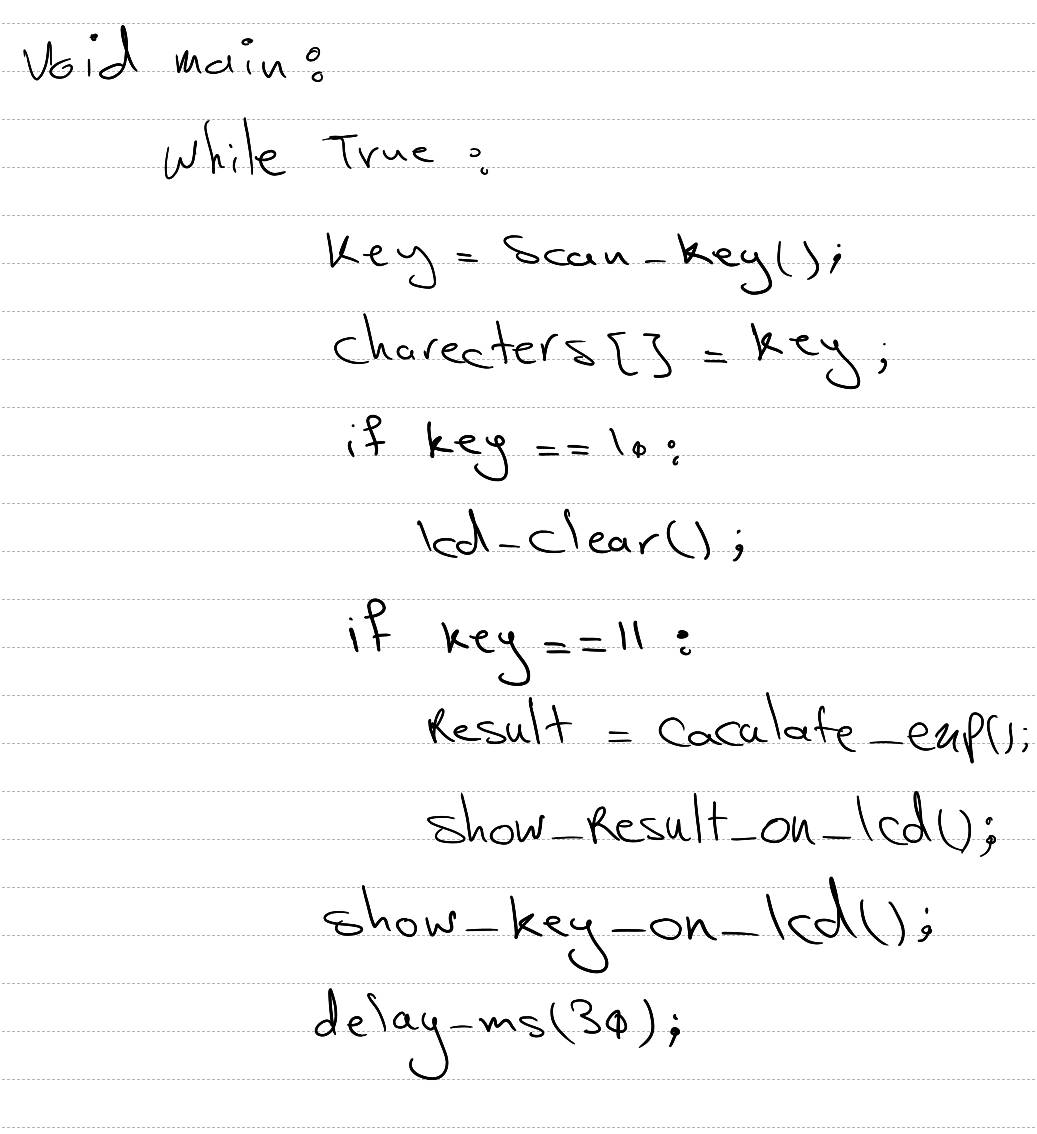 Void main:
while True:
key = Scan_key();
charecters[] = key;
if key == 10:
lcd_clear();
if key == 11:
Result = Cacalate_exp();
show_Result_on_lcd();
show_key_on_lcd();
delay_ms(30);